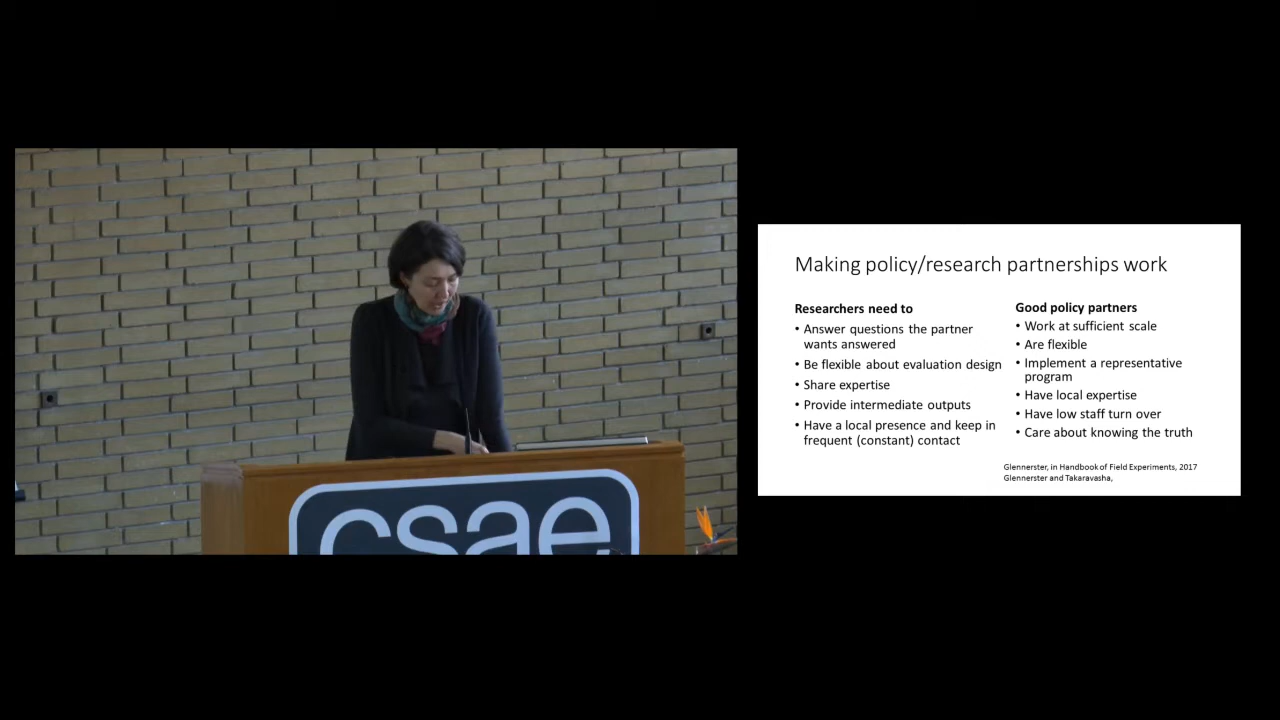 csae
Making policy/research partnerships work
Researchers need to
• Answer questions the partner
wants answered
• Be flexible about evaluation design
• Share expertise
• Provide intermediate outputs
• Have a local presence and keep in
frequent (constant) contact
Good policy partners
• Work at sufficient scale
• Are flexible
• Implement a representative
program
• Have local expertise
• Have low staff turn over
• Care about knowing the truth
Glennerster, in Handbook of Field Experiments, 2017
Glennerster and Takaravasha,